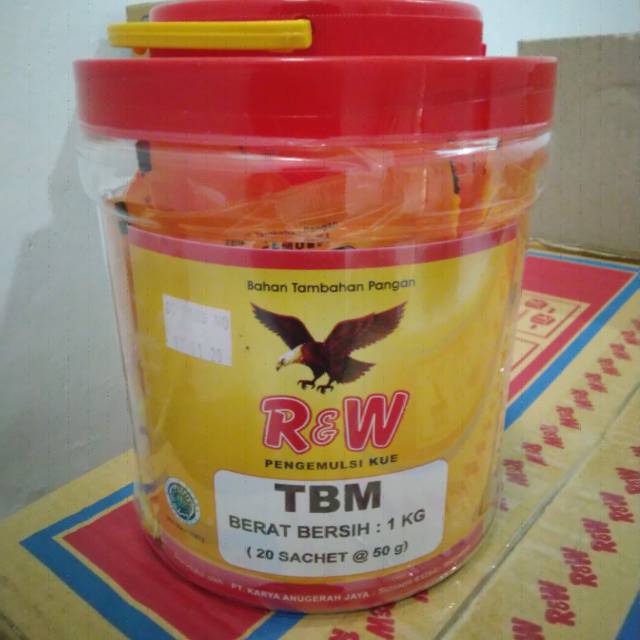 Bahan Tambahan Pangan
R&W
PENGEMULSI KUE
TBM
BERAT BERSIH : 1 KG
( 20 SACHET @ 50 g)
PT. KARYA ANUGERAH JAYA
R&W
R&W
R&W
R&W